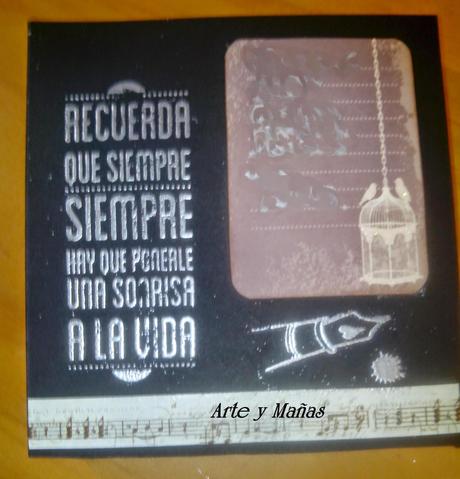 RECUERDA
QUE SIEMPRE
SIEMPRE
HAY QUE PONERLE
UNA SONRISA
A LA VIDA
Arte y Mañas